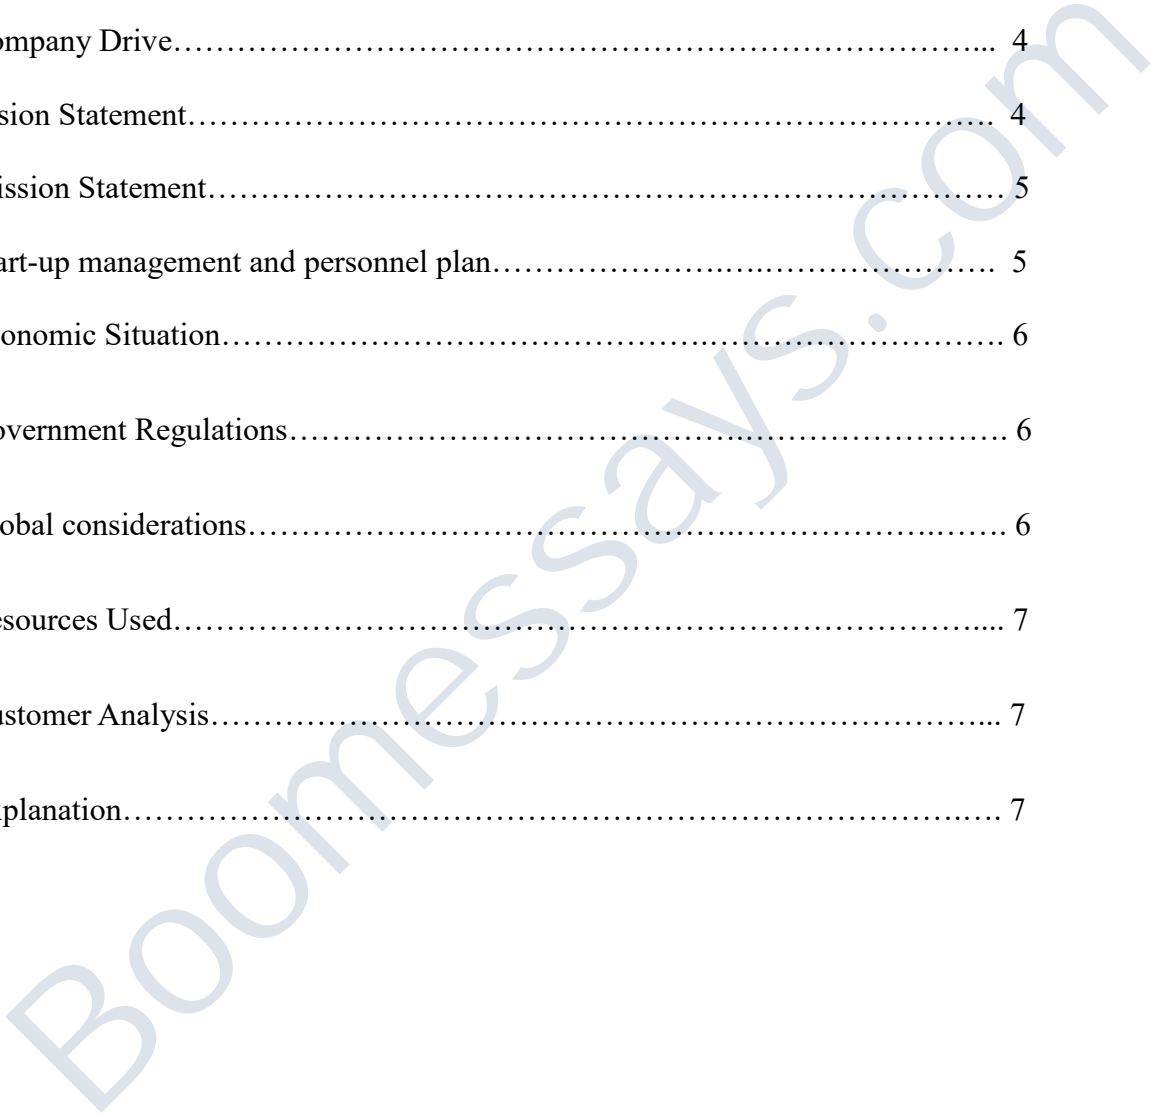 ompany Drive…………………………………………………………………………... 4
sion Statement……………………………………………………………………….. 4
ission Statement……………………………………………………………………… 5
art-up management and personnel plan……………………..…..………………………. 5
onomic Situation…………………………………………..…………………………. 6
overnment Regulations…………………………………………..……………………. 6
obal considerations…………………………………………..……………….……. 6
esources Used………………………………………………………………………….... 7
ustomer Analysis………………………………………………………………………... 7
planation……………………………………………………………………………….…. 7
Boomessays.com